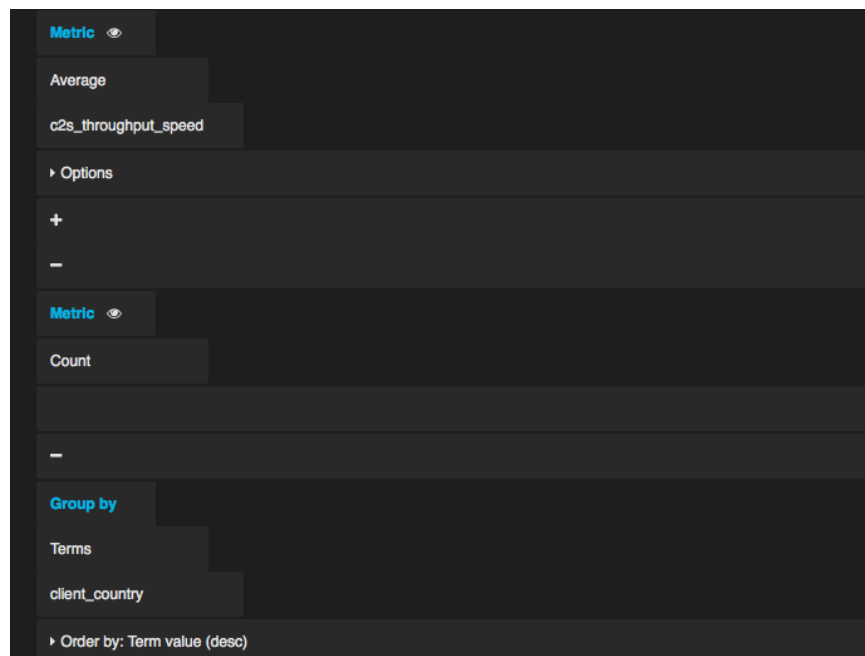 Metric
Average
c2s_throughput_speed
Options
+
−
Metric
Count
−
Group by
Terms
client_country
Order by: Term value (desc)